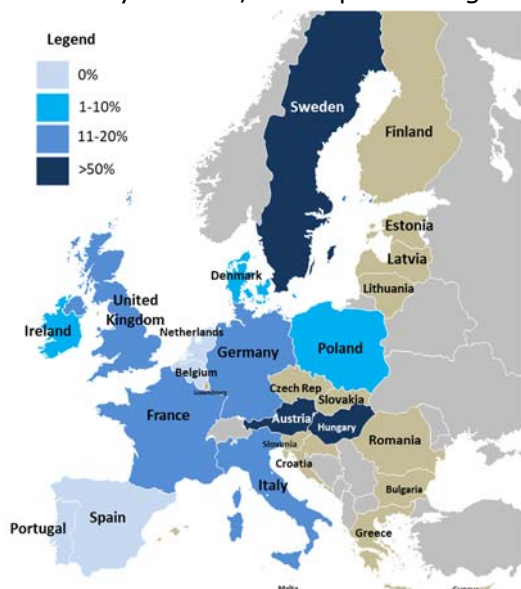 Legend
0%
1-10%
11-20%
>50%
Sweden
Finland
Estonia
Latvia
Lithuania
Denmark
United
Kingdom
Ireland
Netherlands
Germany
Poland
Belgium
Luxembourg
Czech Rep
Slovakia
France
Austria
Hungary
Slovenia
Romania
Croatia
Italy
Bulgaria
Portugal
Spain
Greece